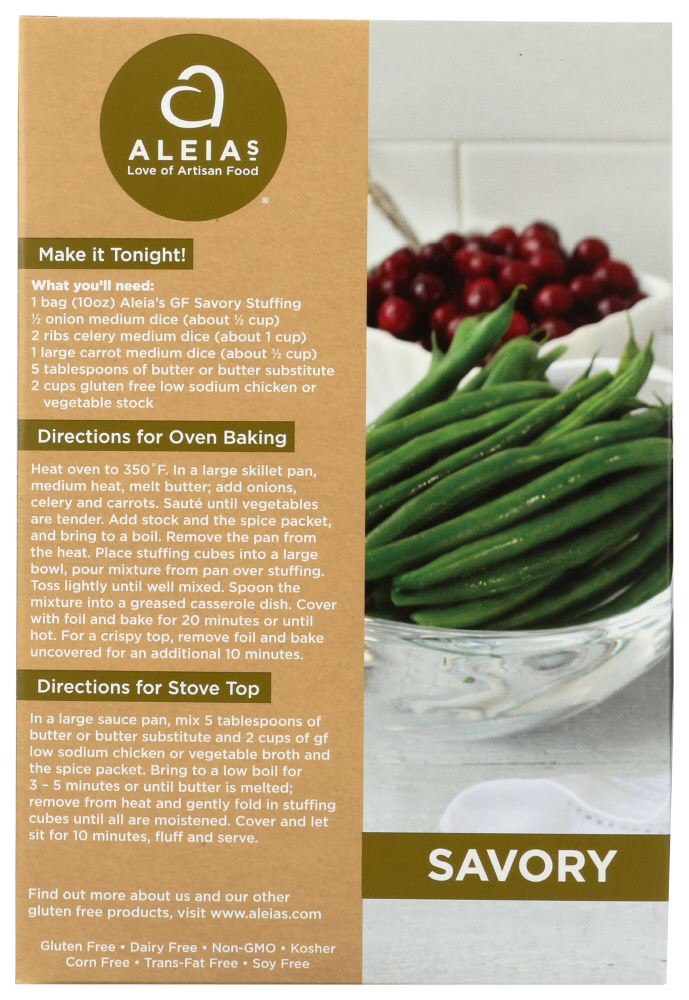 a
ALEIAS
Love of Artisan Food
®
Make it Tonight!
What you'll need:
1 bag (10oz) Aleia's GF Savory Stuffing
½ onion medium dice (about ½ cup)
2 ribs celery medium dice (about 1 cup)
1 large carrot medium dice (about ½ cup)
5 tablespoons of butter or butter substitute
2 cups gluten free low sodium chicken or
vegetable stock
Directions for Oven Baking
Heat oven to 350˚F. In a large skillet pan,
medium heat, melt butter; add onions,
celery and carrots. Sauté until vegetables
are tender. Add stock and the spice packet,
and bring to a boil. Remove the pan from
the heat. Place stuffing cubes into a large
bowl, pour mixture from pan over stuffing.
Toss lightly until well mixed. Spoon the
mixture into a greased casserole dish. Cover
with foil and bake for 20 minutes or until
hot. For a crispy top, remove foil and bake
uncovered for an additional 10 minutes.
Directions for Stove Top
In a large sauce pan, mix 5 tablespoons of
butter or butter substitute and 2 cups of gf
low sodium chicken or vegetable broth and
the spice packet. Bring to a low boil for
3 – 5 minutes or until butter is melted;
remove from heat and gently fold in stuffing
cubes until all are moistened. Cover and let
sit for 10 minutes, fluff and serve.
Find out more about us and our other
gluten free products, visit www.aleias.com
Gluten Free • Dairy Free • Non-GMO • Kosher
Corn Free • Trans-Fat Free • Soy Free
SAVORY